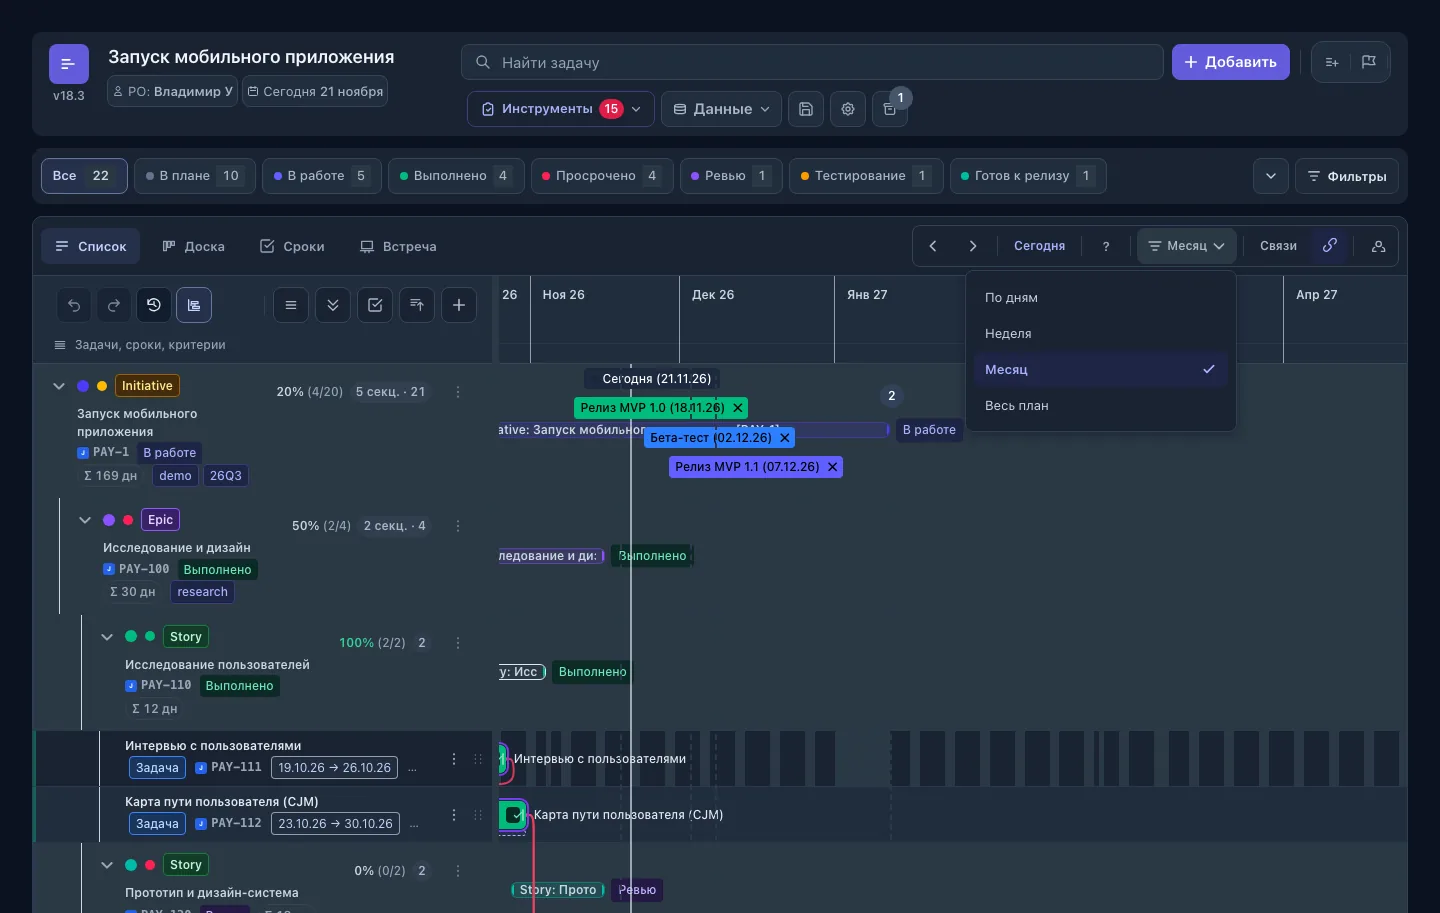 Запуск мобильного приложения
v18.3
PO: Владимир У
Сегодня 21 ноября
Найти задачу
Добавить
Инструменты 15
Данные
1
Все 22
В плане 10
В работе 5
Выполнено 4
Просрочено 4
Ревью 1
Тестирование 1
Готов к релизу 1
Фильтры
Список
Доска
Сроки
Встреча
Сегодня
?
Месяц
Связи
По дням
Неделя
Месяц
Весь план
Задачи, сроки, критерии
26
Ноя 26
Дек 26
Янв 27
Апр 27
Initiative
20% (4/20)
5 секц. · 21
Запуск мобильного
приложения
PAY-1
В работе
Σ 169 дн
demo
26Q3
Сегодня (21.11.26)
Релиз MVP 1.0 (18.11.26)
2
ative: Запуск мобильног
В работе
Бета-тест (02.12.26)
Релиз MVP 1.1 (07.12.26)
Epic
50% (2/4)
2 секц. · 4
Исследование и дизайн
PAY-100
Выполнено
Σ 30 дн
research
ледование и ди:
Выполнено
Story
100% (2/2)
2
Исследование пользователей
PAY-110
Выполнено
Σ 12 дн
y: Исс
Выполнено
Интервью с пользователями
Задача
PAY-111
19.10.26 → 26.10.26
...
Интервью с пользователями
Карта пути пользователя (CJM)
Задача
PAY-112
23.10.26 → 30.10.26
...
Карта пути пользователя (CJM)
Story
0% (0/2)
2
Прототип и дизайн-система
Story: Прото
Ревью